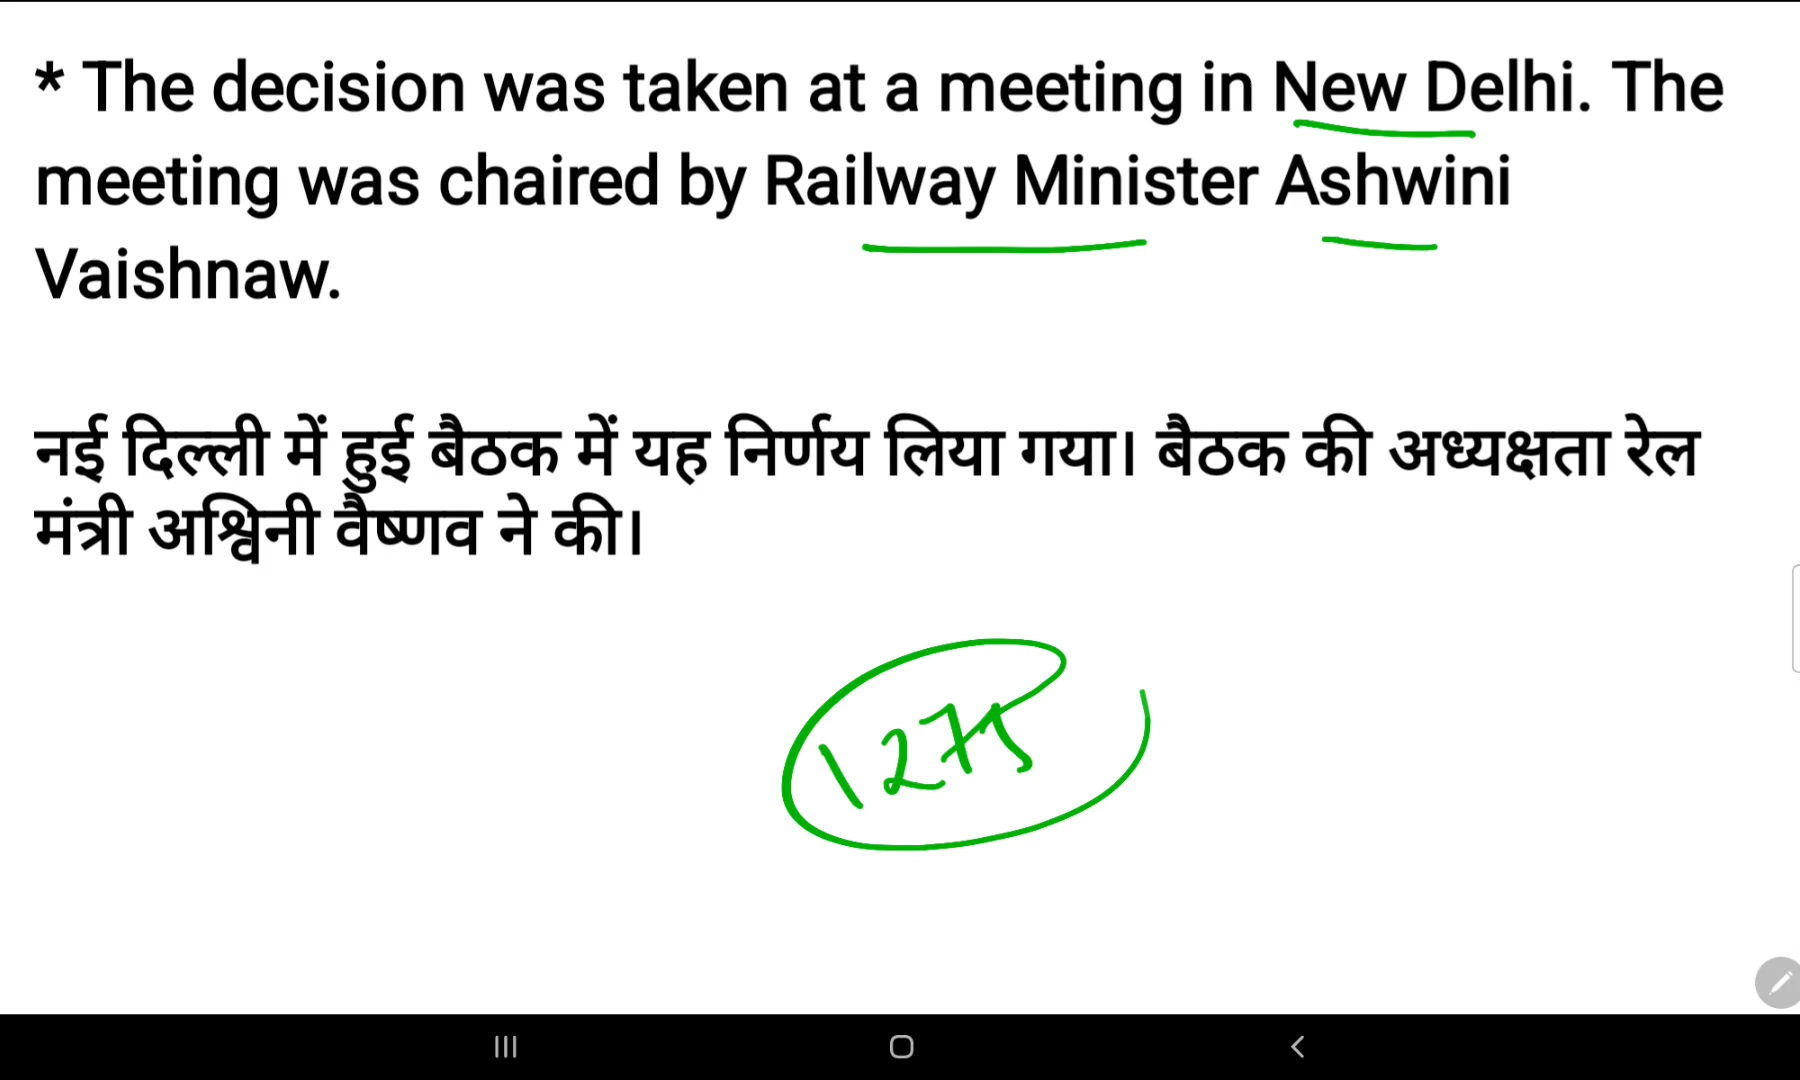 * The decision was taken at a meeting in New Delhi. The
meeting was chaired by Railway Minister Ashwini
Vaishnaw.
नई दिल्ली में हुई बैठक में यह निर्णय लिया गया। बैठक की अध्यक्षता रेल
मंत्री अश्विनी वैष्णव ने की।
1275